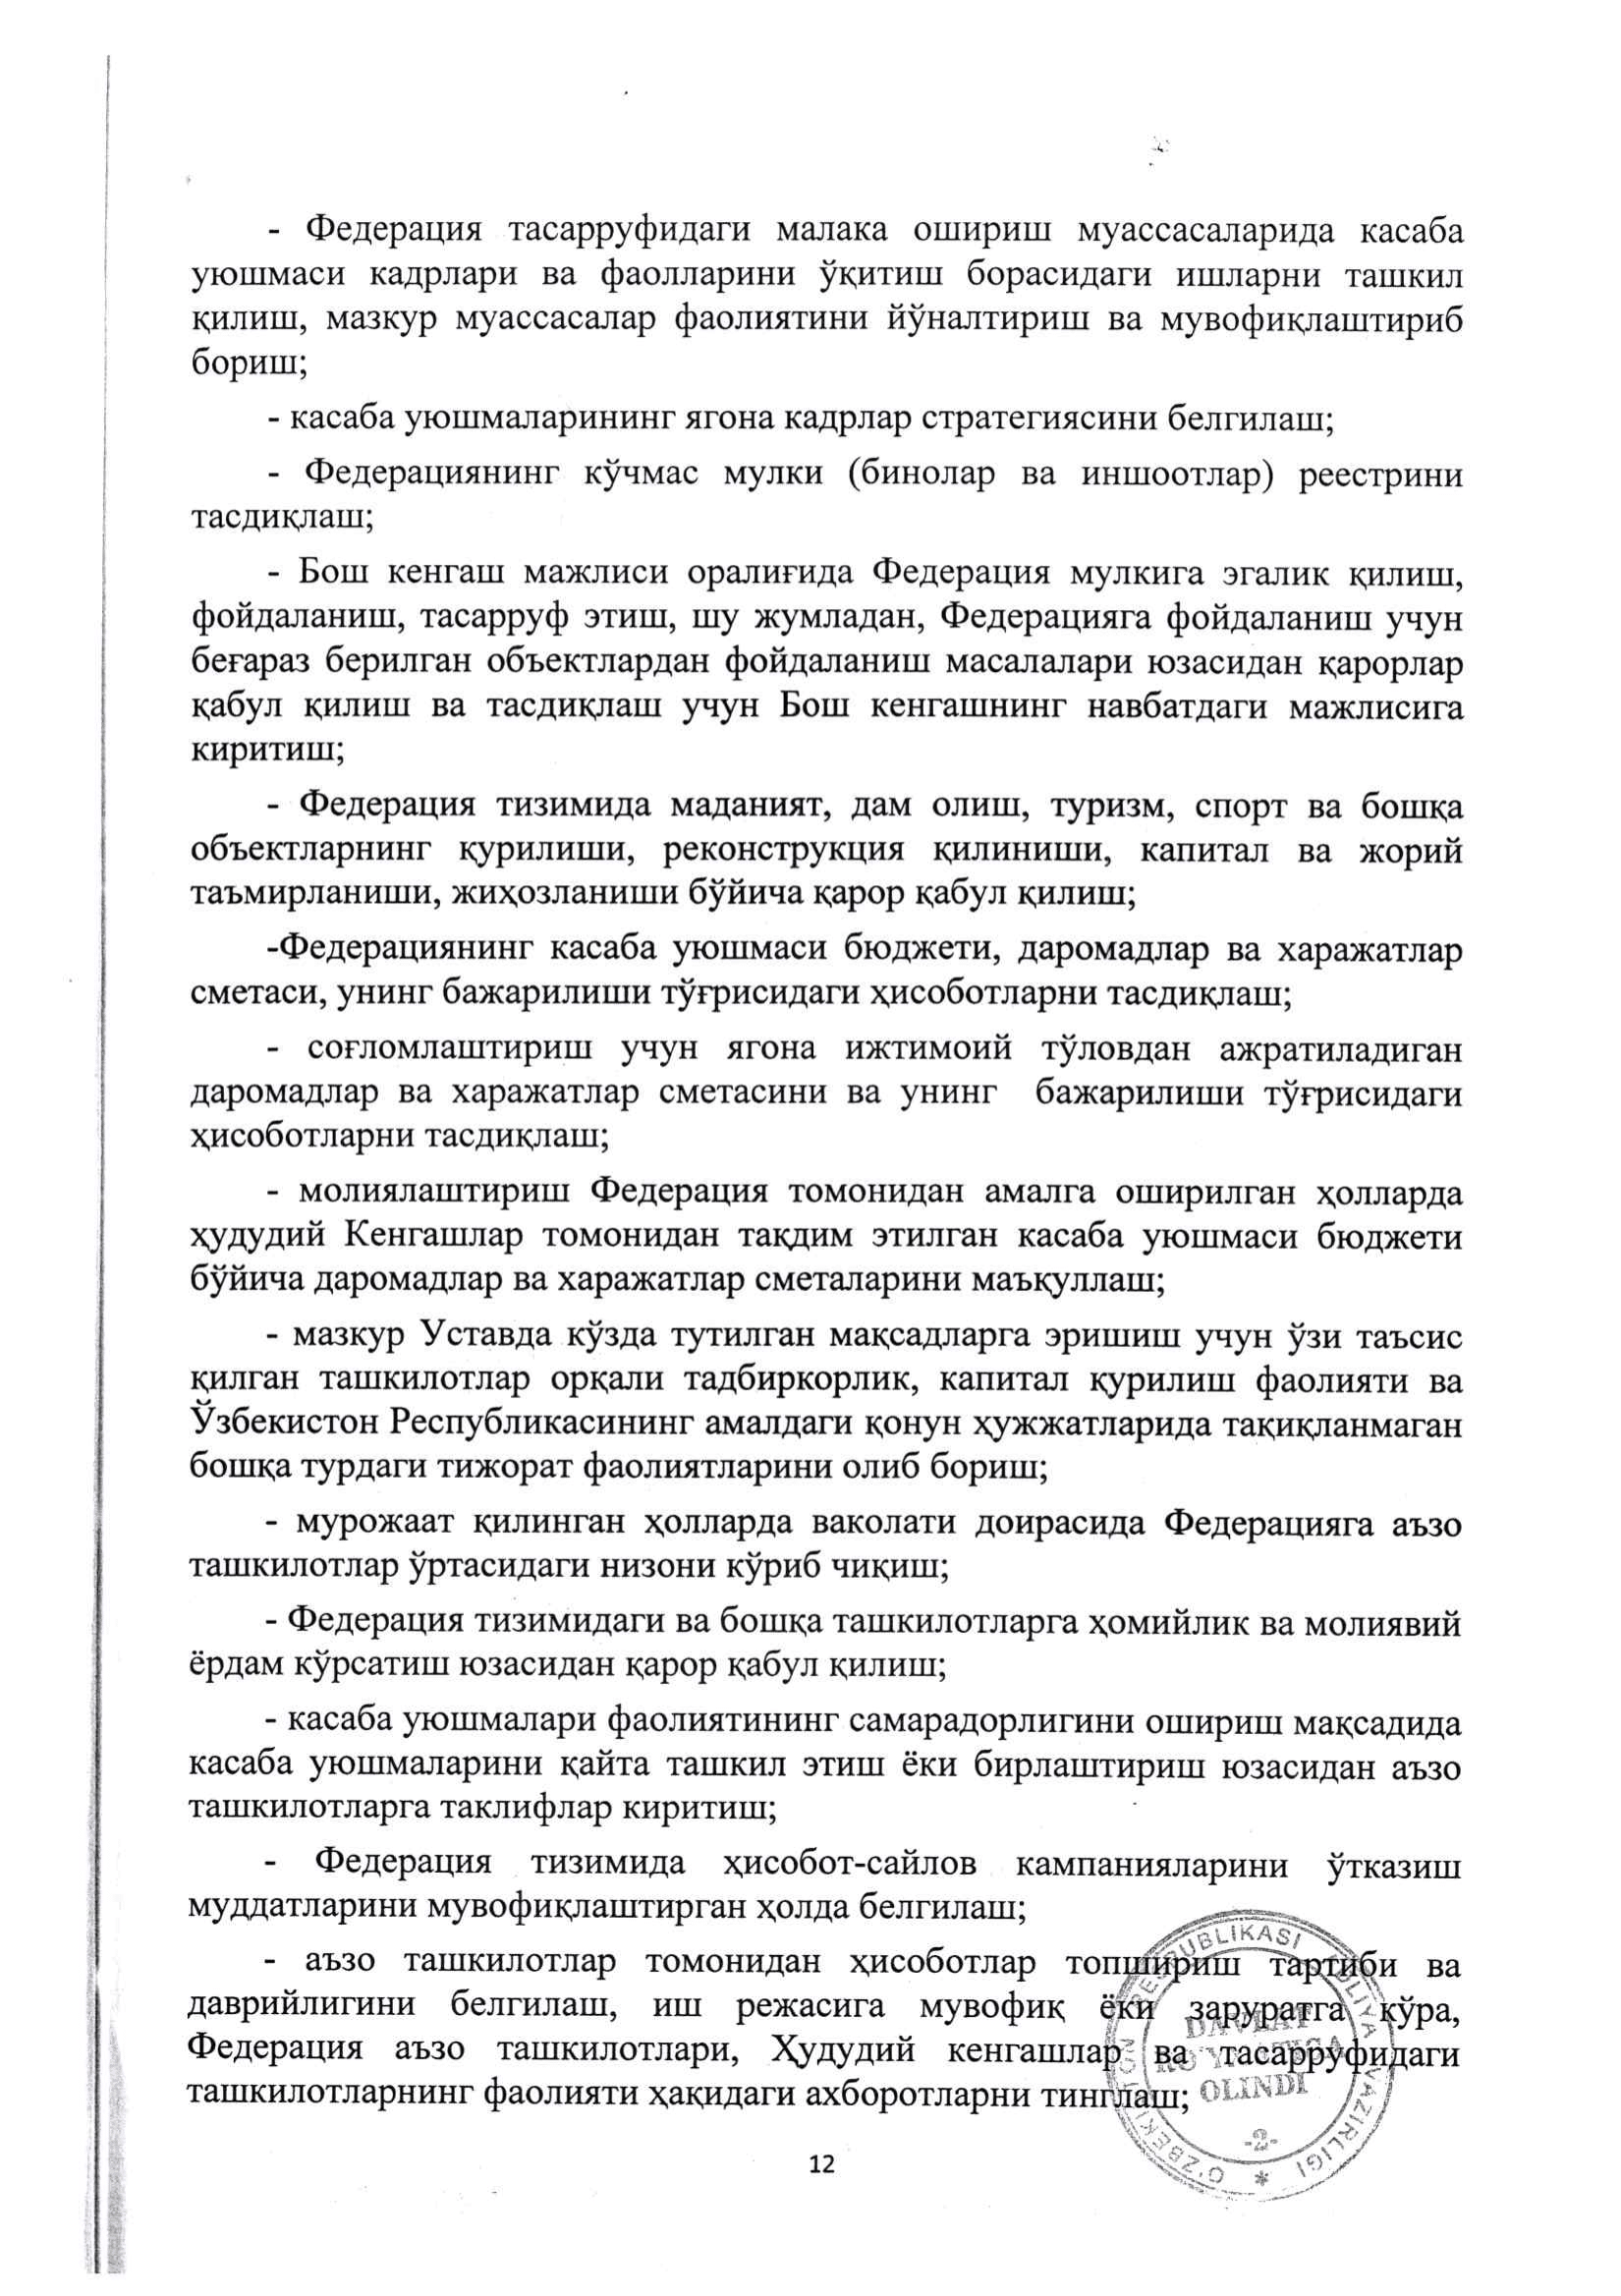 - Федерация тасарруфидаги малака ошириш муассасаларида касаба
уюшмаси кадрлари ва фаолларини ўқитиш борасидаги ишларни ташкил
қилиш, мазкур муассасалар фаолиятини йўналтириш ва мувофиқлаштириб
бориш;
- касаба уюшмаларининг ягона кадрлар стратегиясини белгилаш;
- Федерациянинг кўчмас мулки (бинолар ва иншоотлар) реестрини
тасдиқлаш;
- Бош кенгаш мажлиси оралиғида Федерация мулкига эгалик қилиш,
фойдаланиш, тасарруф этиш, шу жумладан, Федерацияга фойдаланиш учун
беғараз берилган объектлардан фойдаланиш масалалари юзасидан қарорлар
қабул қилиш ва тасдиқлаш учун Бош кенгашнинг навбатдаги мажлисига
киритиш;
- Федерация тизимида маданият, дам олиш, туризм, спорт ва бошқа
объектларнинг қурилиши, реконструкция қилиниши, капитал ва жорий
таъмирланиши, жиҳозланиши бўйича қарор қабул қилиш;
-Федерациянинг касаба уюшмаси бюджети, даромадлар ва харажатлар
сметаси, унинг бажарилиши тўғрисидаги ҳисоботларни тасдиқлаш;
- соғломлаштириш учун ягона ижтимоий тўловдан ажратиладиган
даромадлар ва харажатлар сметасини ва унинг бажарилиши тўғрисидаги
ҳисоботларни тасдиқлаш;
- молиялаштириш Федерация томонидан амалга оширилган ҳолларда
ҳудудий Кенгашлар томонидан тақдим этилган касаба уюшмаси бюджети
бўйича даромадлар ва харажатлар сметаларини маъқуллаш;
- мазкур Уставда кўзда тутилган мақсадларга эришиш учун ўзи таъсис
қилган ташкилотлар орқали тадбиркорлик, капитал қурилиш фаолияти ва
Ўзбекистон Республикасининг амалдаги қонун ҳужжатларида тақиқланмаган
бошқа турдаги тижорат фаолиятларини олиб бориш;
- мурожаат қилинган ҳолларда ваколати доирасида Федерацияга аъзо
ташкилотлар ўртасидаги низони кўриб чиқиш;
- Федерация тизимидаги ва бошқа ташкилотларга ҳомийлик ва молиявий
ёрдам кўрсатиш юзасидан қарор қабул қилиш;
- касаба уюшмалари фаолиятининг самарадорлигини ошириш мақсадида
касаба уюшмаларини қайта ташкил этиш ёки бирлаштириш юзасидан аъзо
ташкилотларга таклифлар киритиш;
- Федерация тизимида ҳисобот-сайлов кампанияларини ўтказиш
муддатларини мувофиқлаштирган ҳолда белгилаш;
- аъзо ташкилотлар томонидан ҳисоботлар топшириш тартиби ва
даврийлигини белгилаш, иш режасига мувофиқ ёки заруратга кўра,
Федерация аъзо ташкилотлари, Ҳудудий кенгашлар ва тасарруфидаги
ташкилотларнинг фаолияти ҳақидаги ахборотларни тинглаш;
O'ZBEKISTON RESPUBLIKASI ADLIYA VAZIRLIGI *
DAVLAT
RO'YXATIGA
OLINDI
-2-
12